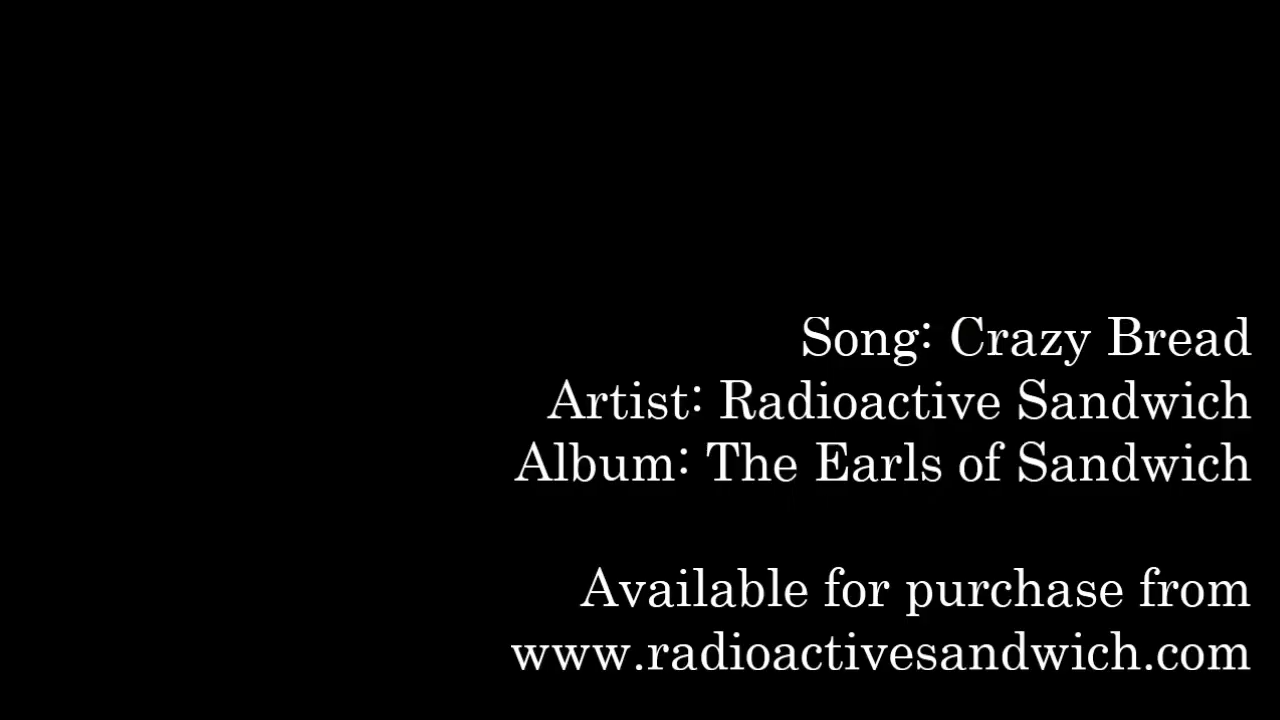 Song: Crazy Bread
Artist: Radioactive Sandwich
Album: The Earls of Sandwich
Available for purchase from
www.radioactivesandwich.com